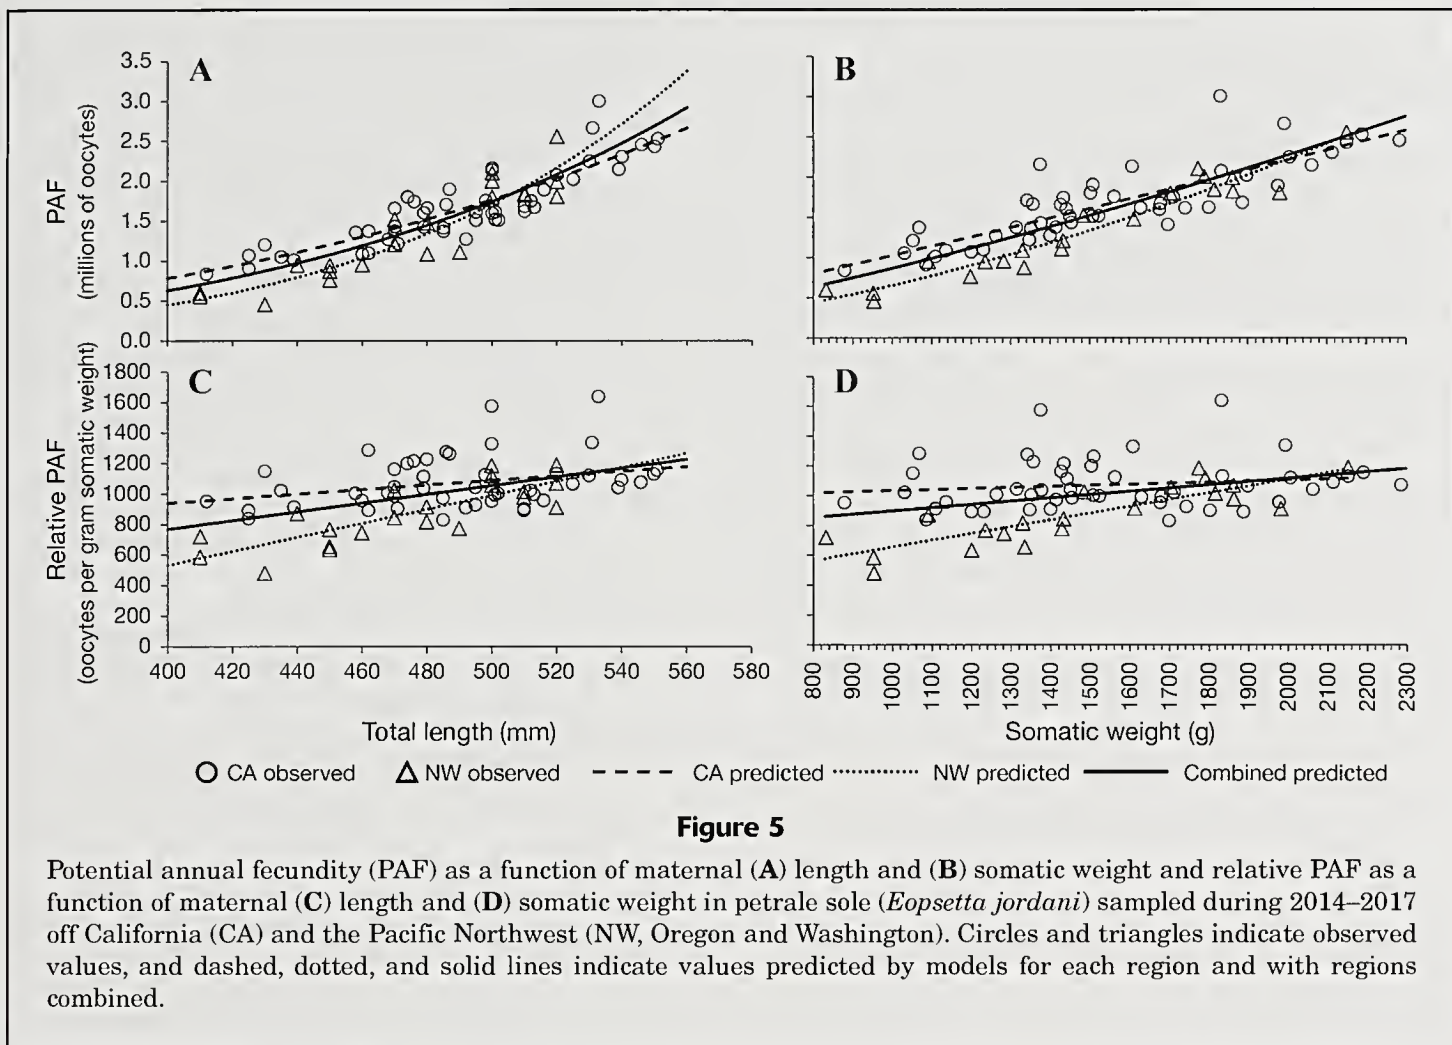 A
B
3.5
3.0
2.5
2.0
1.5
1.0
0.5
0.0
PAF
(millions of oocytes)
C
D
1800
1600
1400
1200
1000
800
600
400
200
0
Relative PAF
(oocytes per gram somatic weight)
400 420 440 460 480 500 520 540 560 580
800 900 1000 1100 1200 1300 1400 1500 1600 1700 1800 1900 2000 2100 2200 2300
Total length (mm)
Somatic weight (g)
CA observed NW observed CA predicted NW predicted Combined predicted
Figure 5
Potential annual fecundity (PAF) as a function of maternal (A) length and (B) somatic weight and relative PAF as a
function of maternal (C) length and (D) somatic weight in petrale sole (Eopsetta jordani) sampled during 2014–2017
off California (CA) and the Pacific Northwest (NW, Oregon and Washington). Circles and triangles indicate observed
values, and dashed, dotted, and solid lines indicate values predicted by models for each region and with regions
combined.